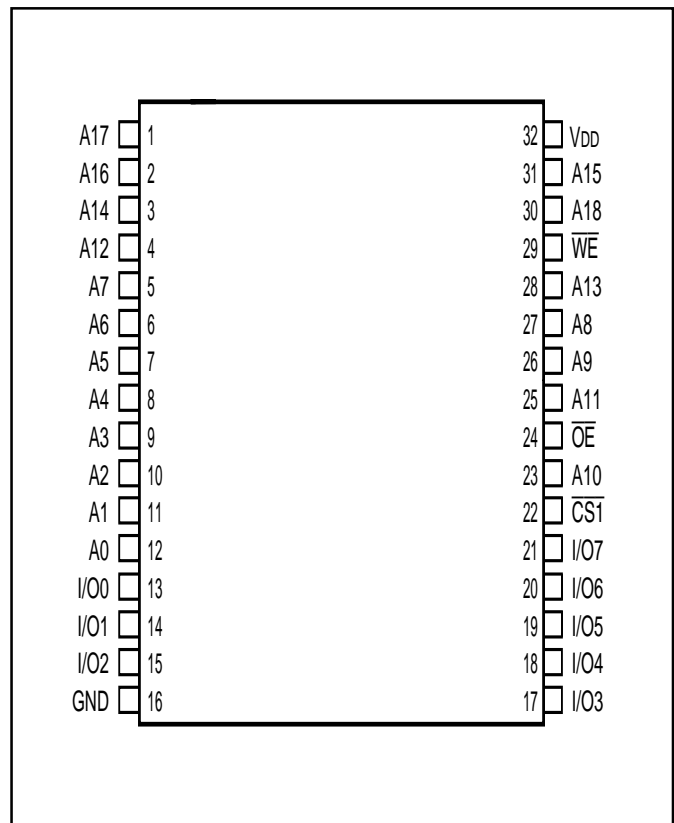 A17 1 32 VDD
A16 2 31 A15
A14 3 30 A18
A12 4 29 W̅E̅
A7 5 28 A13
A6 6 27 A8
A5 7 26 A9
A4 8 25 A11
A3 9 24 O̅E̅
A2 10 23 A10
A1 11 22 C̅S̅1̅
A0 12 21 I/O7
I/O0 13 20 I/O6
I/O1 14 19 I/O5
I/O2 15 18 I/O4
GND 16 17 I/O3